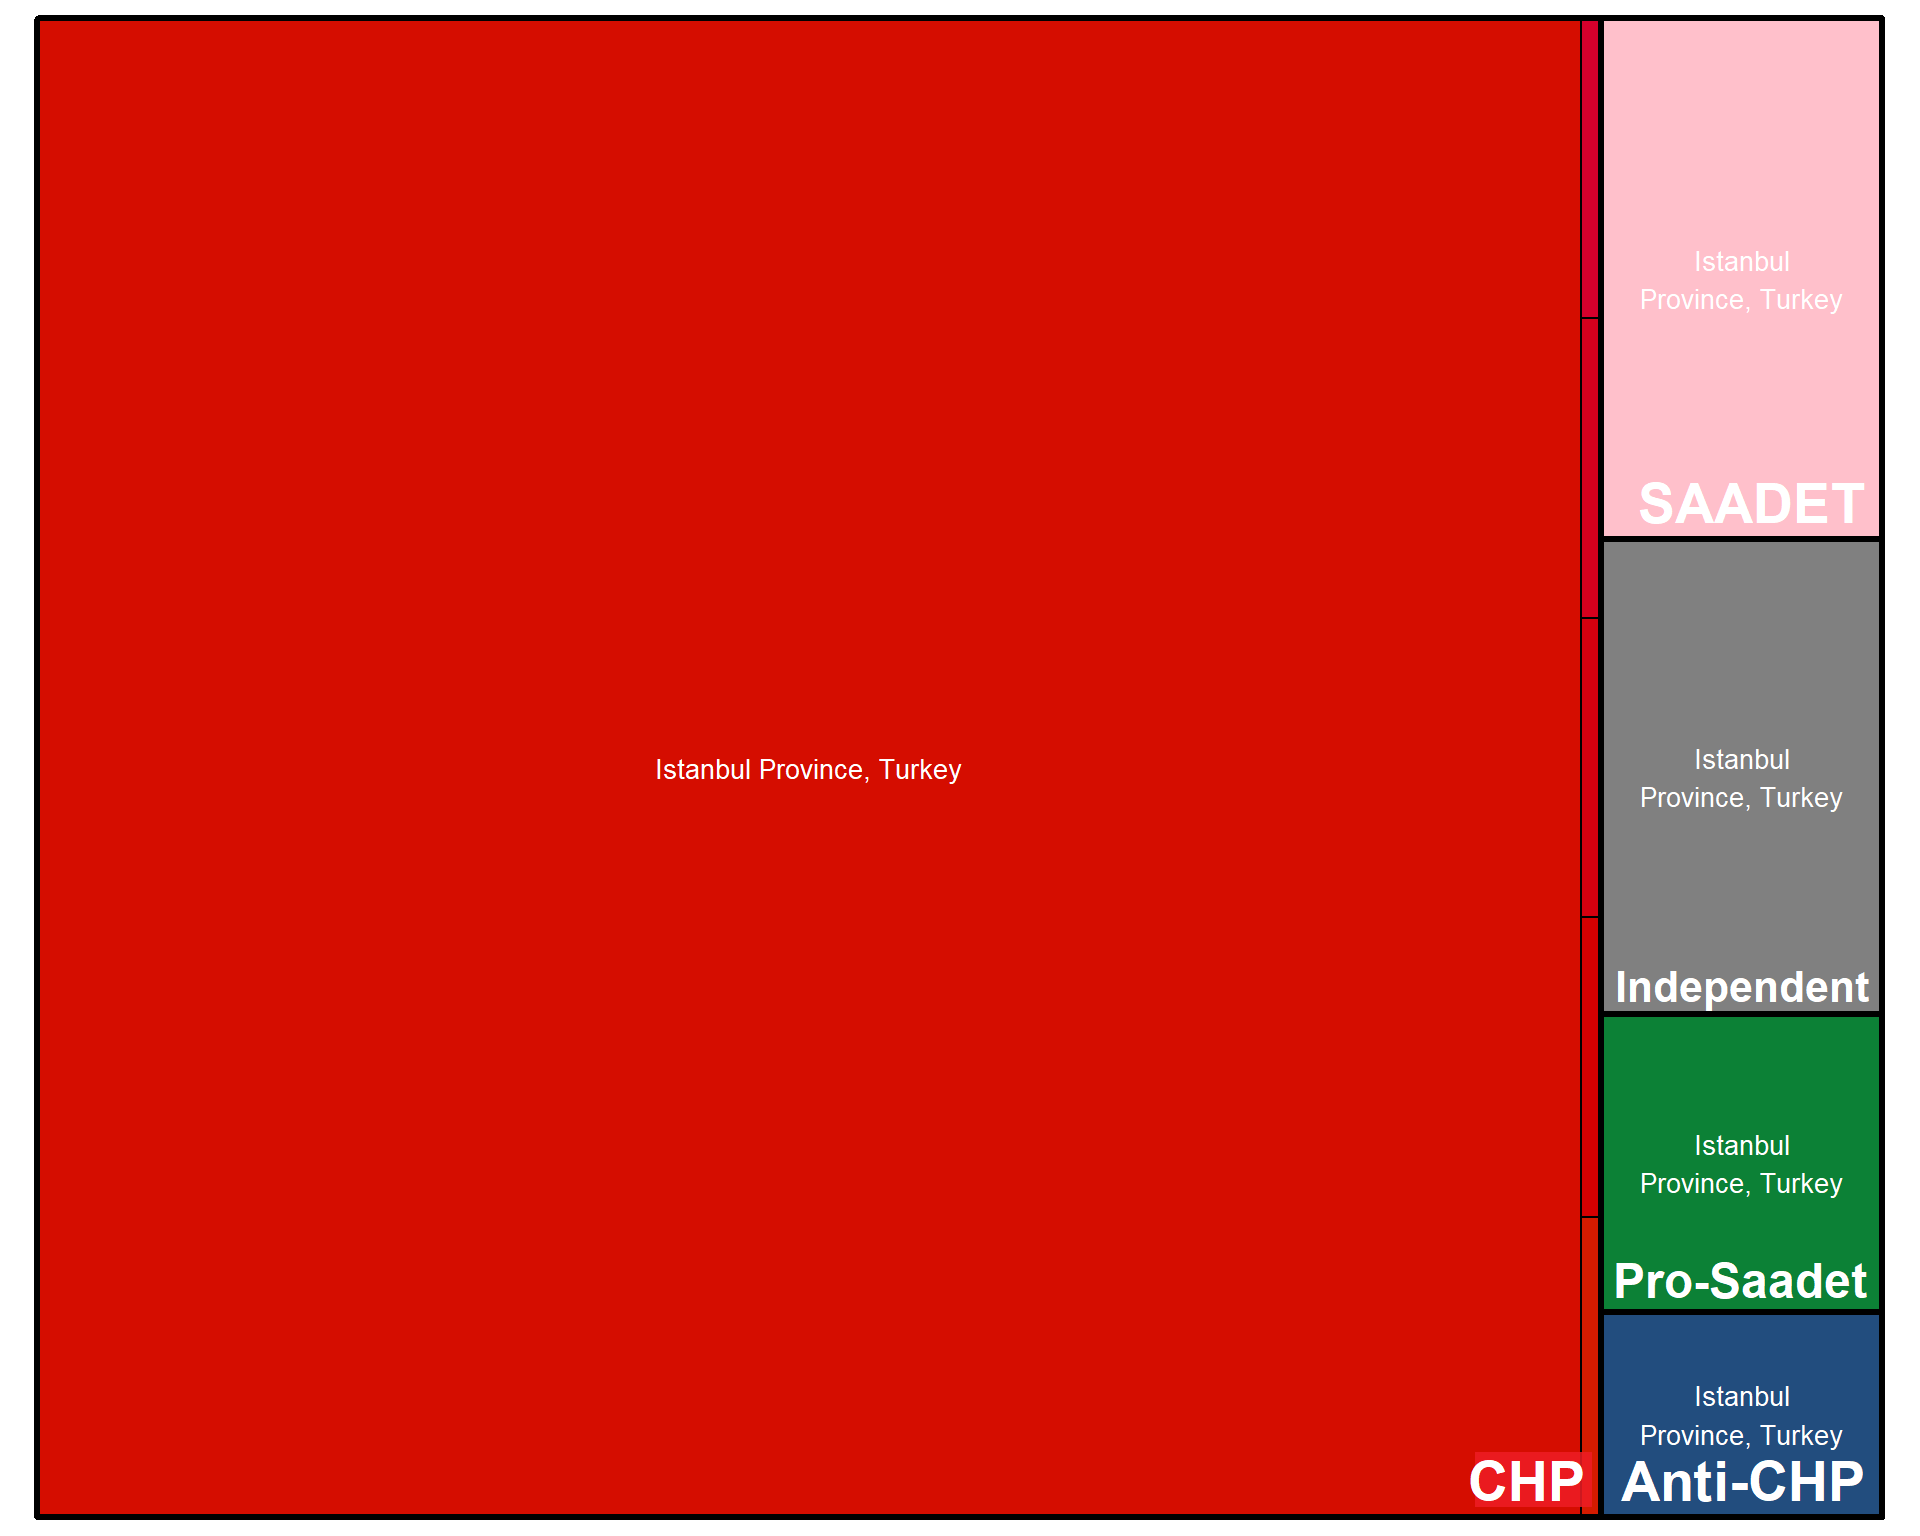 Istanbul Province, Turkey
CHP
Istanbul
Province, Turkey
SAADET
Istanbul
Province, Turkey
Independent
Istanbul
Province, Turkey
Pro-Saadet
Istanbul
Province, Turkey
Anti-CHP